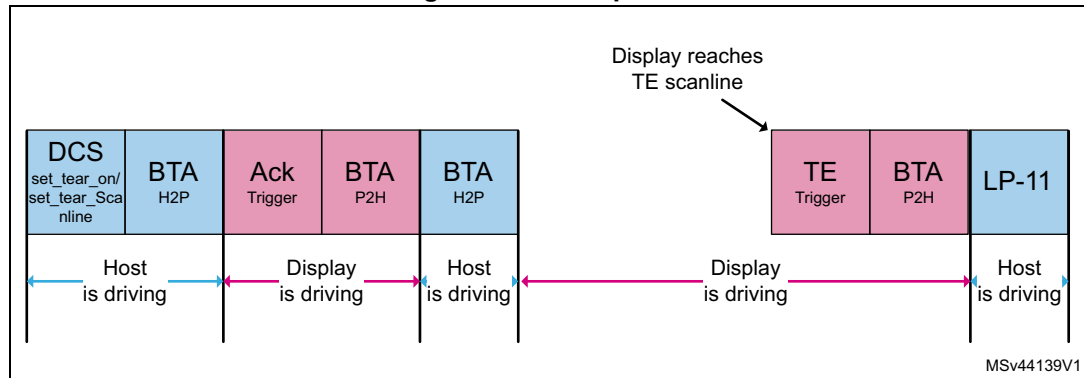 Display reaches
TE scanline
DCS
set_tear_on/
set_tear_Sca
nline
BTA
H2P
Ack
Trigger
BTA
P2H
BTA
H2P
TE
Trigger
BTA
P2H
LP-11
Host
is driving
Display
is driving
Host
is driving
Display
is driving
Host
is driving
MSv44139V1